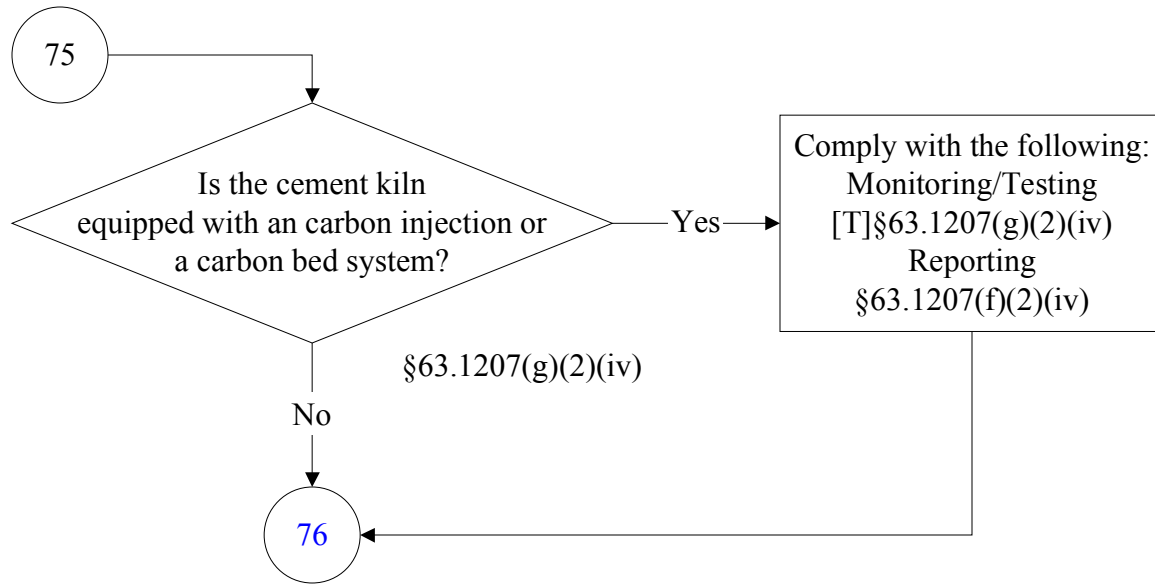 75
Is the cement kiln
equipped with an carbon injection or
a carbon bed system?
Yes
Comply with the following:
Monitoring/Testing
[T]§63.1207(g)(2)(iv)
Reporting
§63.1207(f)(2)(iv)
§63.1207(g)(2)(iv)
No
76